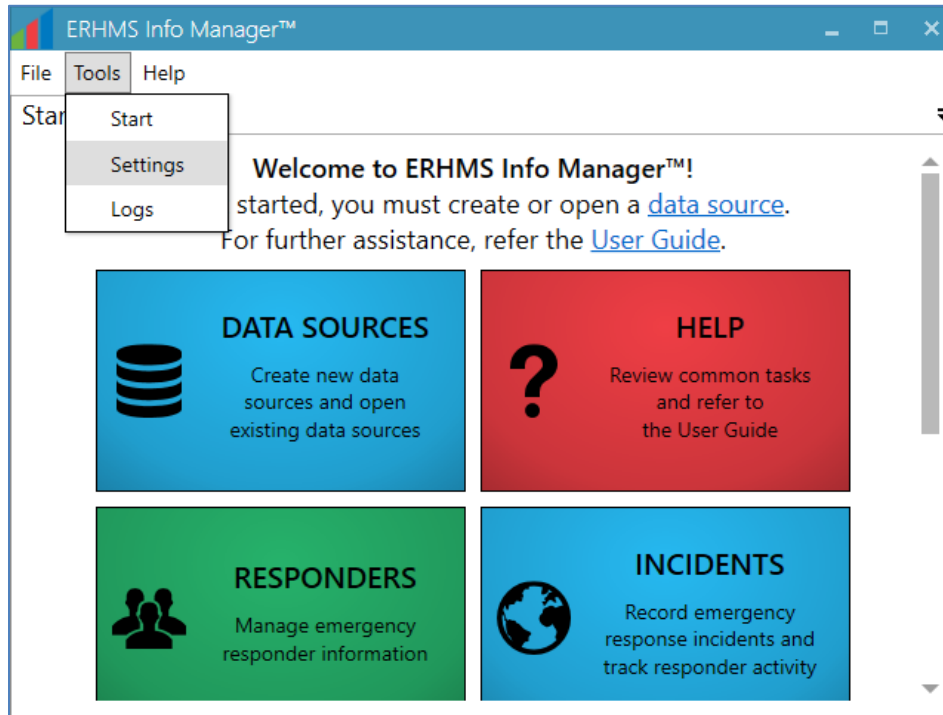 ERHMS Info Manager™
File Tools Help
Star
Start
Settings
Logs
Welcome to ERHMS Info Manager™!
started, you must create or open a data source.
For further assistance, refer the User Guide.
DATA SOURCES
Create new data
sources and open
existing data sources
HELP
Review common tasks
and refer to
the User Guide
RESPONDERS
Manage emergency
responder information
INCIDENTS
Record emergency
response incidents and
track responder activity